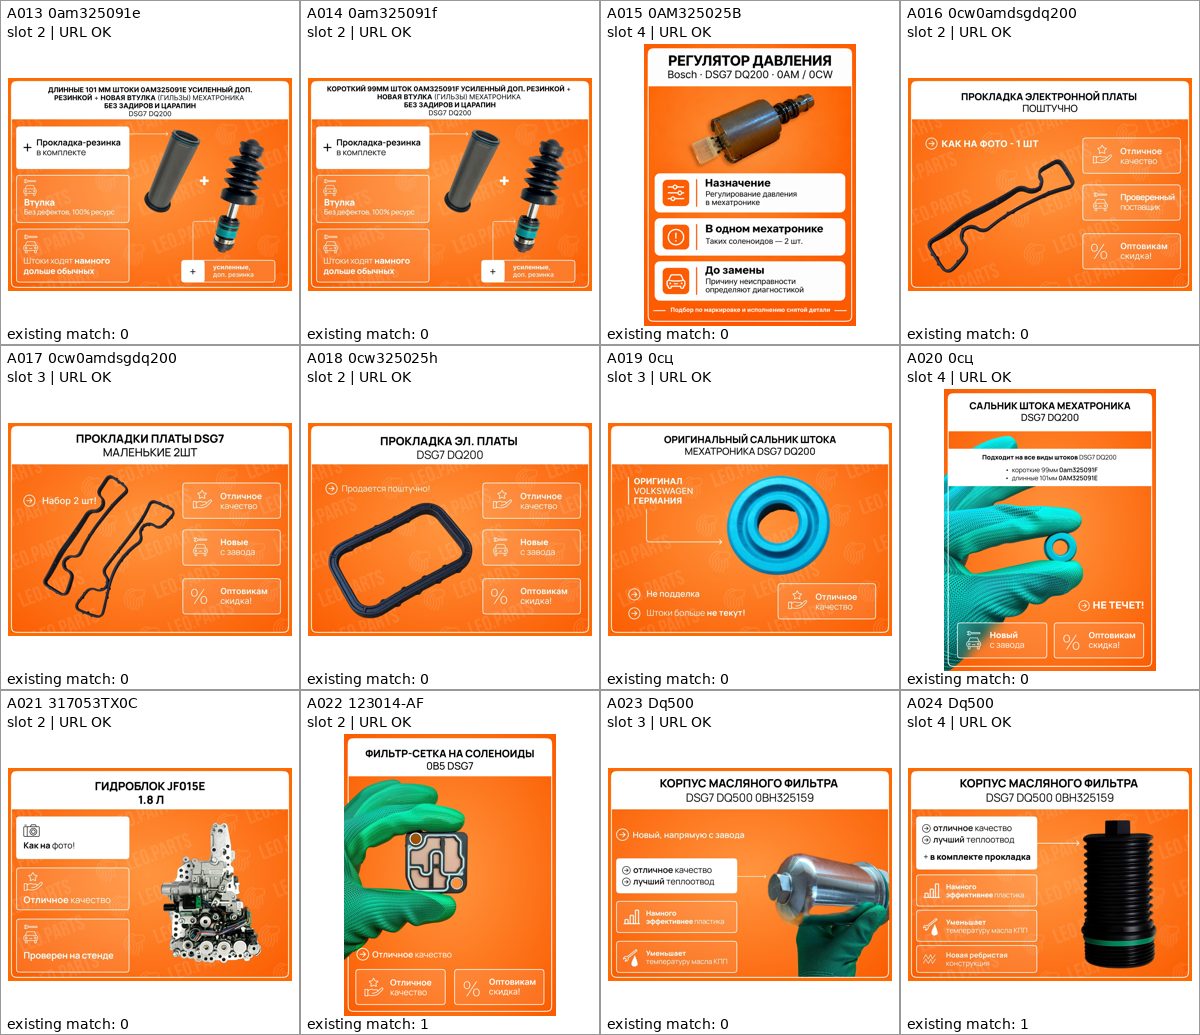 A013 0am325091e
slot 2 | URL OK
ДЛИННЫЕ 101 ММ ШТОКИ 0AM325091E УСИЛЕННЫЙ ДОП.
РЕЗИНКОЙ + НОВАЯ ВТУЛКА (ГИЛЬЗЫ) МЕХАТРОНИКА
БЕЗ ЗАДИРОВ И ЦАРАПИН
DSG7 DQ200
+ Прокладка-резинка
в комплекте
Втулка
Без дефектов, 100% ресурс
Штоки ходят намного
дольше обычных
+
+ усиленные,
доп. резинка
existing match: 0
A014 0am325091f
slot 2 | URL OK
КОРОТКИЙ 99ММ ШТОК 0AM325091F УСИЛЕННЫЙ ДОП. РЕЗИНКОЙ +
НОВАЯ ВТУЛКА (ГИЛЬЗЫ) МЕХАТРОНИКА
БЕЗ ЗАДИРОВ И ЦАРАПИН
DSG7 DQ200
+ Прокладка-резинка
в комплекте
Втулка
Без дефектов, 100% ресурс
Штоки ходят намного
дольше обычных
+
+ усиленные,
доп. резинка
existing match: 0
A015 0AM325025B
slot 4 | URL OK
РЕГУЛЯТОР ДАВЛЕНИЯ
Bosch · DSG7 DQ200 · 0AM / 0CW
Назначение
Регулирование давления
в мехатронике
В одном мехатронике
Таких соленоидов — 2 шт.
До замены
Причину неисправности
определяют диагностикой
Подбор по маркировке и исполнению снятой детали
existing match: 0
A016 0cw0amdsgdq200
slot 2 | URL OK
ПРОКЛАДКА ЭЛЕКТРОННОЙ ПЛАТЫ
ПОШТУЧНО
КАК НА ФОТО - 1 ШТ
Отличное
качество
Проверенный
поставщик
Оптовикам
скидка!
LEO.PARTS
existing match: 0
A017 0cw0amdsgdq200
slot 3 | URL OK
ПРОКЛАДКИ ПЛАТЫ DSG7
МАЛЕНЬКИЕ 2ШТ
Набор 2 шт!
Отличное
качество
Новые
с завода
Оптовикам
скидка!
LEO.PARTS
existing match: 0
A018 0cw325025h
slot 2 | URL OK
ПРОКЛАДКА ЭЛ. ПЛАТЫ
DSG7 DQ200
Продается поштучно!
Отличное
качество
Новые
с завода
Оптовикам
скидка!
LEO.PARTS
existing match: 0
A019 0сц
slot 3 | URL OK
ОРИГИНАЛЬНЫЙ САЛЬНИК ШТОКА
МЕХАТРОНИКА DSG7 DQ200
ОРИГИНАЛ
VOLKSWAGEN
ГЕРМАНИЯ
Не подделка
Штоки больше не текут!
Отличное
качество
LEO.PARTS
existing match: 0
A020 0сц
slot 4 | URL OK
САЛЬНИК ШТОКА МЕХАТРОНИКА
DSG7 DQ200
Подходит на все виды штоков DSG7 DQ200
• короткие 99мм 0am325091F
• длинные 101мм 0AM325091E
НЕ ТЕЧЕТ!
Новый
с завода
Оптовикам
скидка!
existing match: 0
A021 317053TX0C
slot 2 | URL OK
ГИДРОБЛОК JF015E
1.8 Л
Как на фото!
Отличное качество
Проверен на стенде
existing match: 0
A022 123014-AF
slot 2 | URL OK
ФИЛЬТР-СЕТКА НА СОЛЕНОИДЫ
0B5 DSG7
Отличное качество
Отличное
качество
Оптовикам
скидка!
existing match: 1
A023 Dq500
slot 3 | URL OK
КОРПУС МАСЛЯНОГО ФИЛЬТРА
DSG7 DQ500 0BH325159
Новый, напрямую с завода
отличное качество
лучший теплоотвод
Намного
эффективнее пластика
Уменьшает
температуру масла КПП
existing match: 0
A024 Dq500
slot 4 | URL OK
КОРПУС МАСЛЯНОГО ФИЛЬТРА
DSG7 DQ500 0BH325159
отличное качество
лучший теплоотвод
+ в комплекте прокладка
Намного
эффективнее пластика
Уменьшает
температуру масла КПП
Новая ребристая
конструкция
existing match: 1